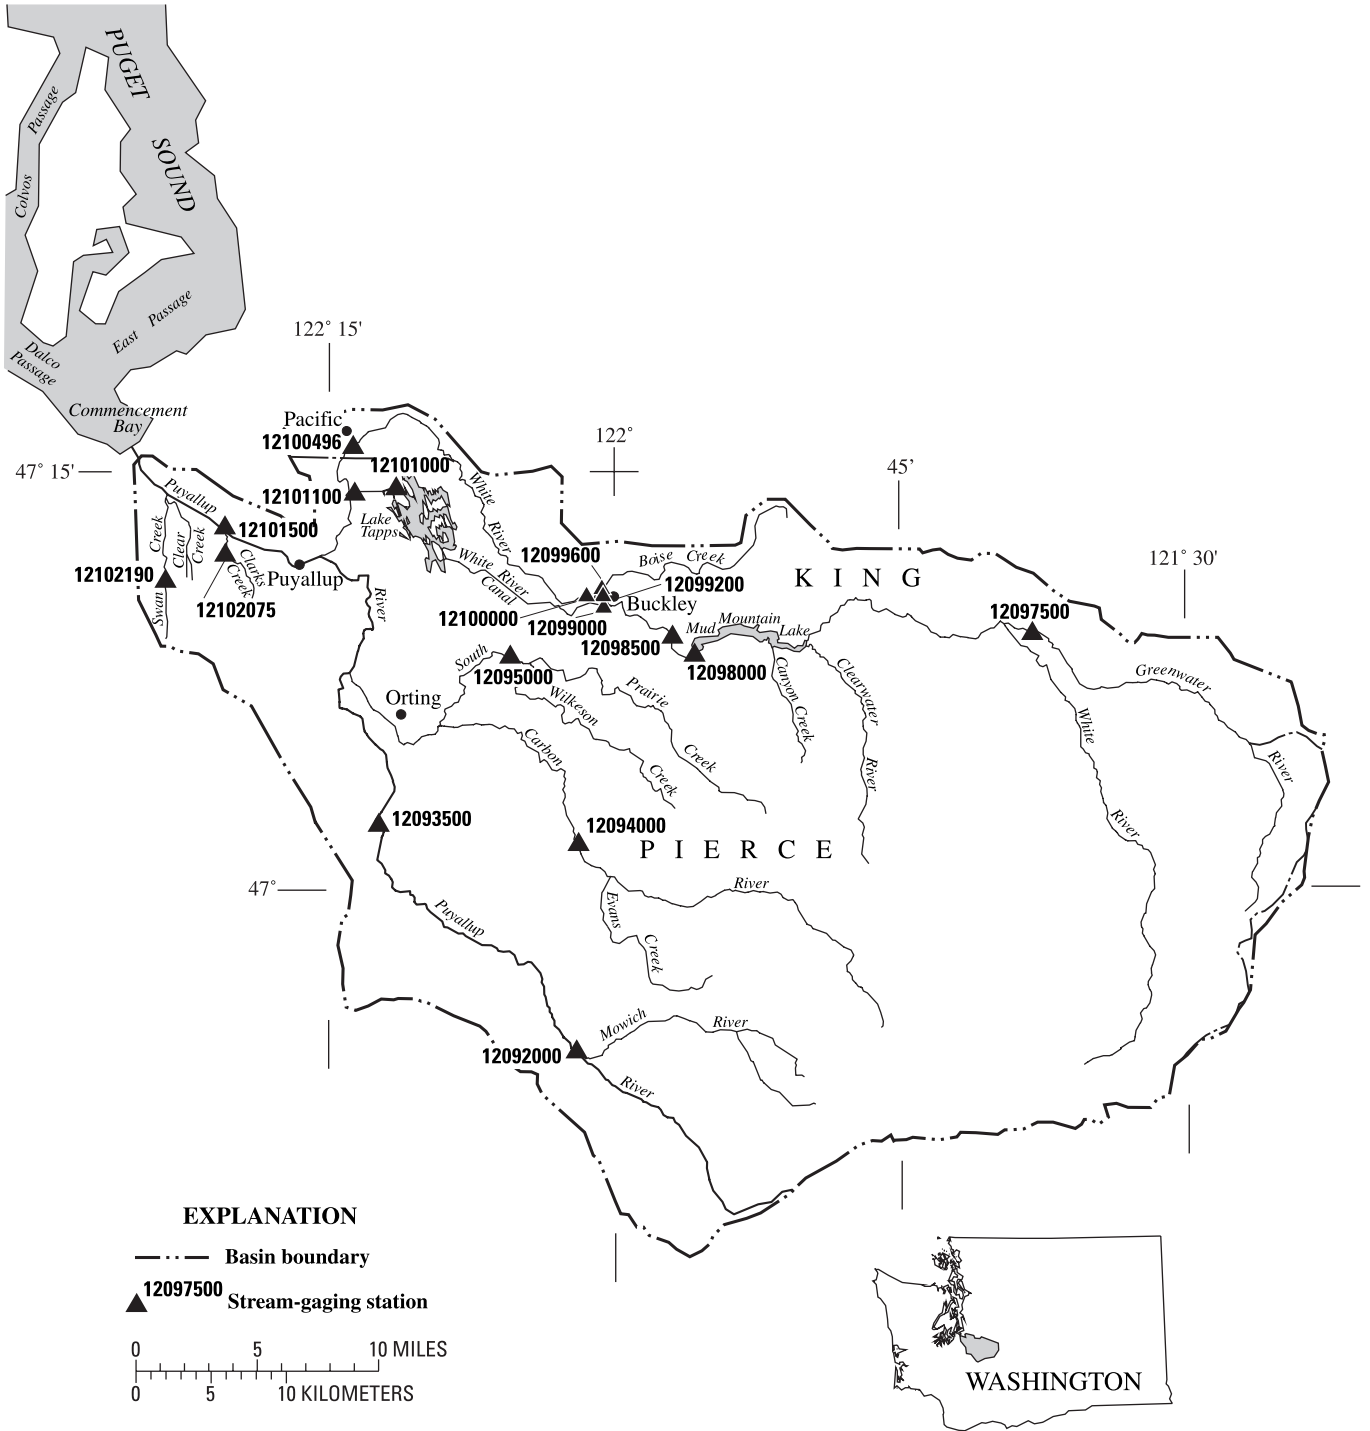 PUGET
SOUND
Colvos
Passage
East Passage
Dalco
Passage
Commencement
Bay
122° 15'
Pacific
12100496
12101000
122°
47° 15'
45'
12101100
Puyallup
White
River
Lake
Tapps
12101500
Swan
Creek
Clear
Creek
Clarks
Creek
12102190
12102075
Puyallup
River
White River
Canal
12099600
Boise Creek
12099200
Buckley
12100000
12099000
12098500
Mud Mountain Lake
12098000
KING
121° 30'
12097500
Greenwater
River
White
River
Canyon Creek
Clearwater
River
South
Prairie
Creek
12095000
Wilkeson
Creek
Orting
Carbon
River
12093500
12094000
PIERCE
47°
Puyallup
River
Evans
Creek
Mowich
River
12092000
EXPLANATION
Basin boundary
12097500
Stream-gaging station
0 5 10 MILES
0 5 10 KILOMETERS
WASHINGTON